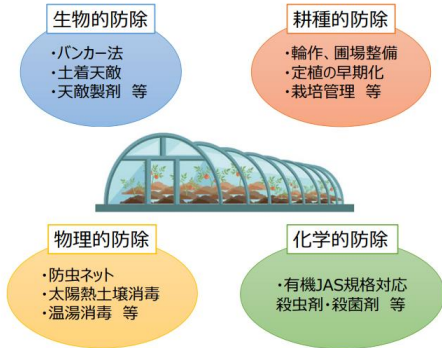 生物的防除
・バンカー法
・土着天敵
・天敵製剤 等
耕種的防除
・輪作、圃場整備
・定植の早期化
・栽培管理 等
物理的防除
・防虫ネット
・太陽熱土壌消毒
・温湯消毒 等
化学的防除
・有機JAS規格対応
殺虫剤・殺菌剤 等